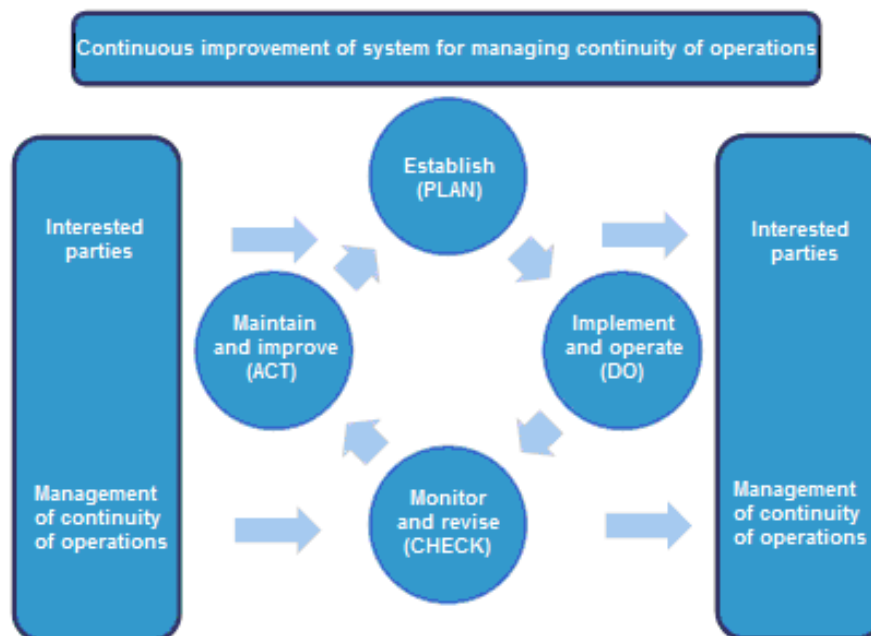 Continuous improvement of system for managing continuity of operations
Establish
(PLAN)
Interested
parties
Interested
parties
Maintain
and improve
(ACT)
Implement
and operate
(DO)
Management
of continuity
of operations
Monitor
and revise
(CHECK)
Management
of continuity
of operations